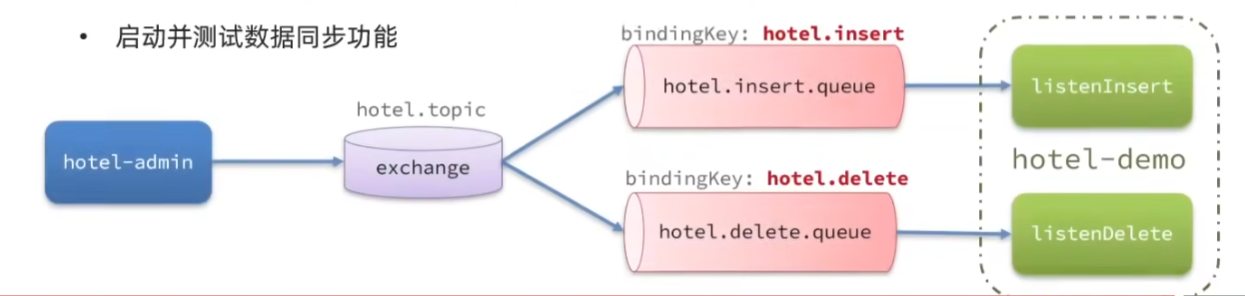 • 启动并测试数据同步功能
bindingKey: hotel.insert
hotel.insert.queue
listenInsert
hotel.topic
hotel-admin
exchange
hotel-demo
bindingKey: hotel.delete
hotel.delete.queue
listenDelete